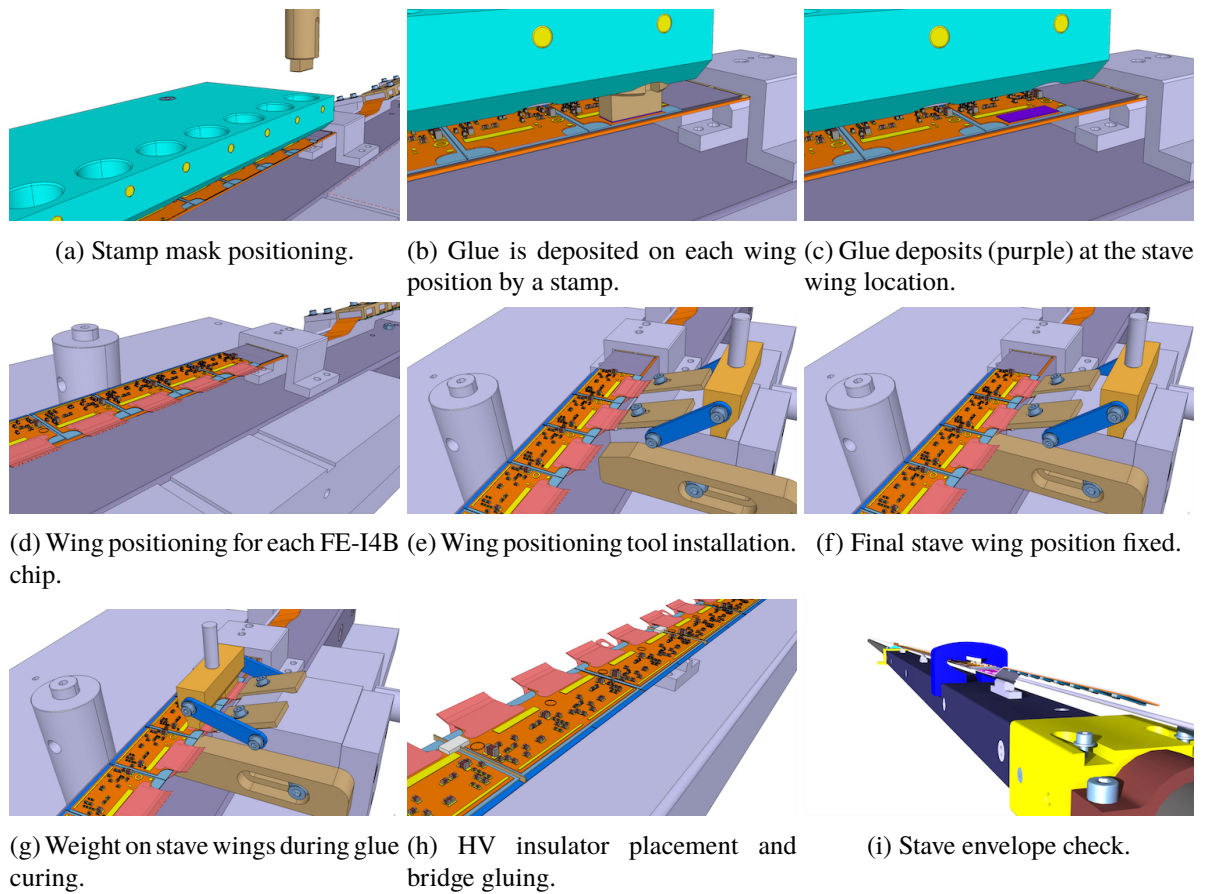 (a) Stamp mask positioning.
(b) Glue is deposited on each wing
position by a stamp.
(c) Glue deposits (purple) at the stave
wing location.
(d) Wing positioning for each FE-I4B
chip.
(e) Wing positioning tool installation.
(f) Final stave wing position fixed.
(g) Weight on stave wings during glue
curing.
(h) HV insulator placement and
bridge gluing.
(i) Stave envelope check.